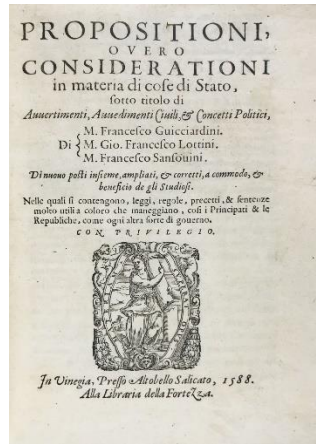 PROPOSITIONI,
OVERO
CONSIDERATIONI
in materia di cose di Stato,
sotto titolo di
Auuertimenti, Auuedimenti Ciuili, & Concetti Politici,
M. Francesco Guicciardini.
Di { M. Gio. Francesco Lottini.
M. Francesco Sansouini.
Di nuouo posti insieme, ampliati, & corretti, a commodo, &
beneficio de gli Studiosi.
Nelle quali si contengono, leggi, regole, precetti, & sentenze
molto utili a coloro che maneggiano, cosi i Principati & le
Republiche, come ogni altra sorte di gouerno.
CON PRIVILEGIO.
In Vinegia, Presso Altobello Salicato, 1588.
Alla Libraria della Fortezza.